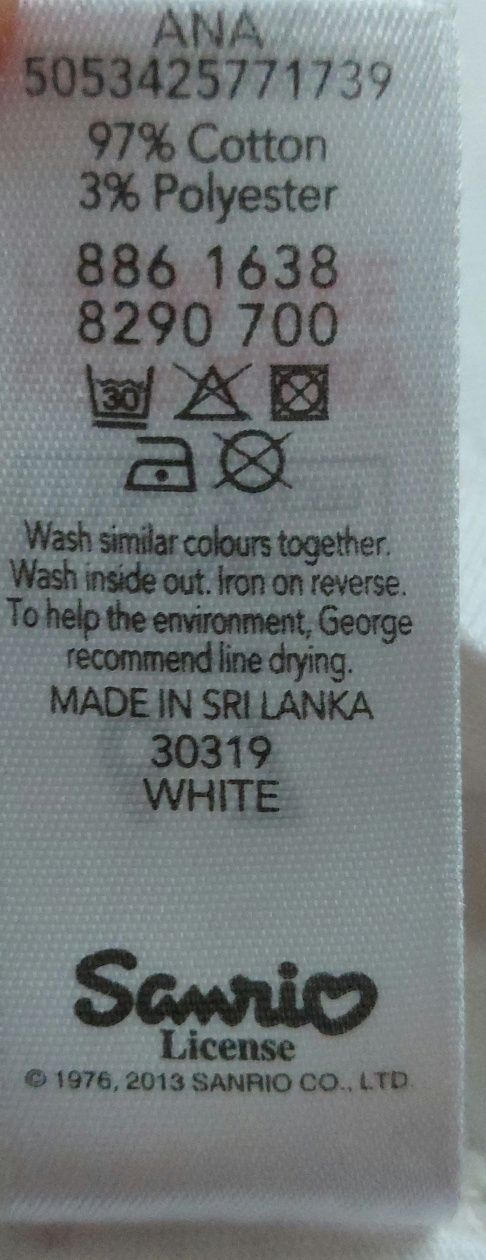 ANA
5053425771739
97% Cotton
3% Polyester
886 1638
8290 700
30
Wash similar colours together.
Wash inside out. Iron on reverse.
To help the environment, George
recommend line drying.
MADE IN SRI LANKA
30319
WHITE
Sanrio
License
© 1976, 2013 SANRIO CO., LTD.